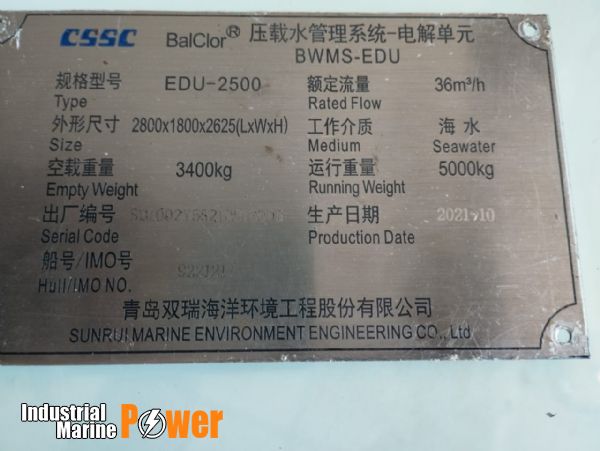 CSSC BalClor® 压载水管理系统-电解单元
BWMS-EDU
规格型号 EDU-2500 额定流量 36m³/h
Type Rated Flow
外形尺寸 2800x1800x2625(LxWxH) 工作介质 海水
Size Medium Seawater
空载重量 3400kg 运行重量 5000kg
Empty Weight Running Weight
出厂编号 生产日期 2021-10
Serial Code Production Date
船号/IMO号
Hull/IMO NO.
青岛双瑞海洋环境工程股份有限公司
SUNRUI MARINE ENVIRONMENT ENGINEERING CO., Ltd
Industrial
Marine Power